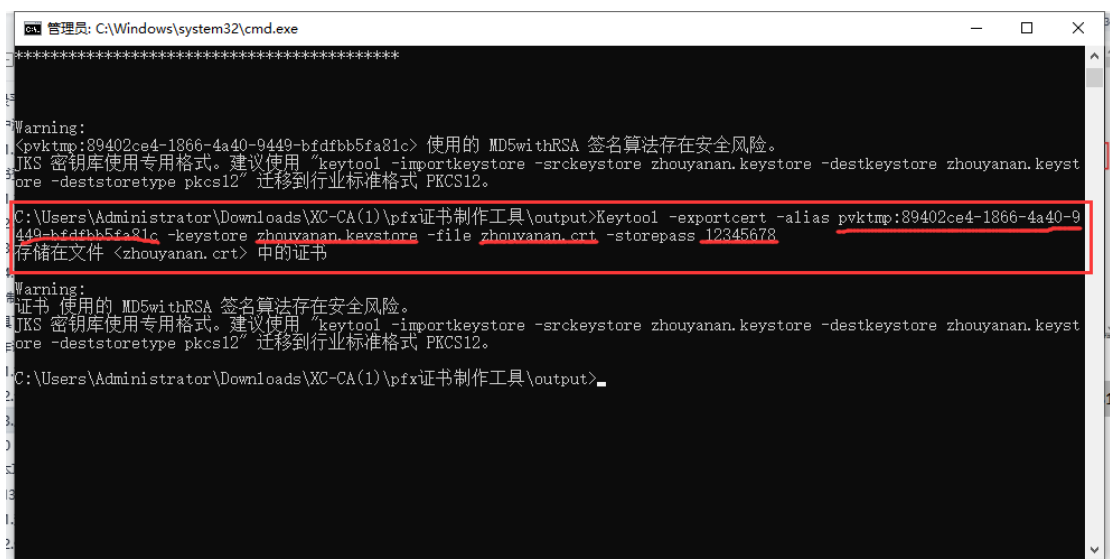 管理员: C:\Windows\system32\cmd.exe
*******************************************
Warning:
<pvktmp:89402ce4-1866-4a40-9449-bfdfbb5fa81c> 使用的 MD5withRSA 签名算法存在安全风险。
JKS 密钥库使用专用格式。建议使用 "keytool -importkeystore -srckeystore zhouyanan.keystore -destkeystore zhouyanan.keyst
ore -deststoretype pkcs12" 迁移到行业标准格式 PKCS12。
C:\Users\Administrator\Downloads\XC-CA(1)\pfx证书制作工具\output>Keytool -exportcert -alias pvktmp:89402ce4-1866-4a40-9
449-bfdfbb5fa81c -keystore zhouyanan.keystore -file zhouyanan.crt -storepass 12345678
存储在文件 <zhouyanan.crt> 中的证书
Warning:
证书 使用的 MD5withRSA 签名算法存在安全风险。
JKS 密钥库使用专用格式。建议使用 "keytool -importkeystore -srckeystore zhouyanan.keystore -destkeystore zhouyanan.keyst
ore -deststoretype pkcs12" 迁移到行业标准格式 PKCS12。
C:\Users\Administrator\Downloads\XC-CA(1)\pfx证书制作工具\output>